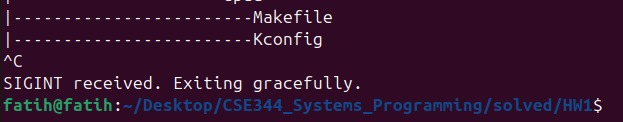 |------------------------Makefile
|------------------------Kconfig
^C
SIGINT received. Exiting gracefully.
fatih@fatih:~/Desktop/CSE344_Systems_Programming/solved/HW1$